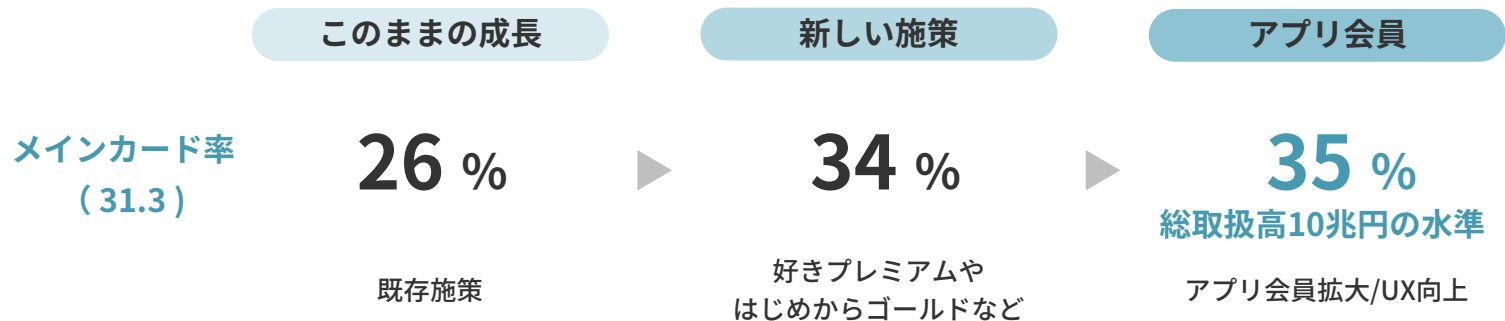 このままの成長
新しい施策
アプリ会員
メインカード率
( 31.3 )
26 %
34 %
35 %
総取扱高10兆円の水準
既存施策
好きプレミアムや
はじめからゴールドなど
アプリ会員拡大/UX向上